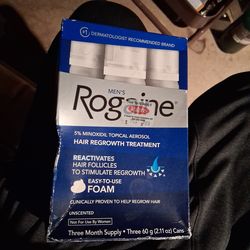 #1 DERMATOLOGIST RECOMMENDED BRAND
MEN'S
Rogaine
5% MINOXIDIL TOPICAL AEROSOL
HAIR REGROWTH TREATMENT
REACTIVATES
HAIR FOLLICLES
TO STIMULATE REGROWTH
EASY-TO-USE
FOAM
CLINICALLY PROVEN TO HELP REGROW HAIR
UNSCENTED
Not For Use By Women
Three Month Supply • Three 60 g (2.11 oz) Cans